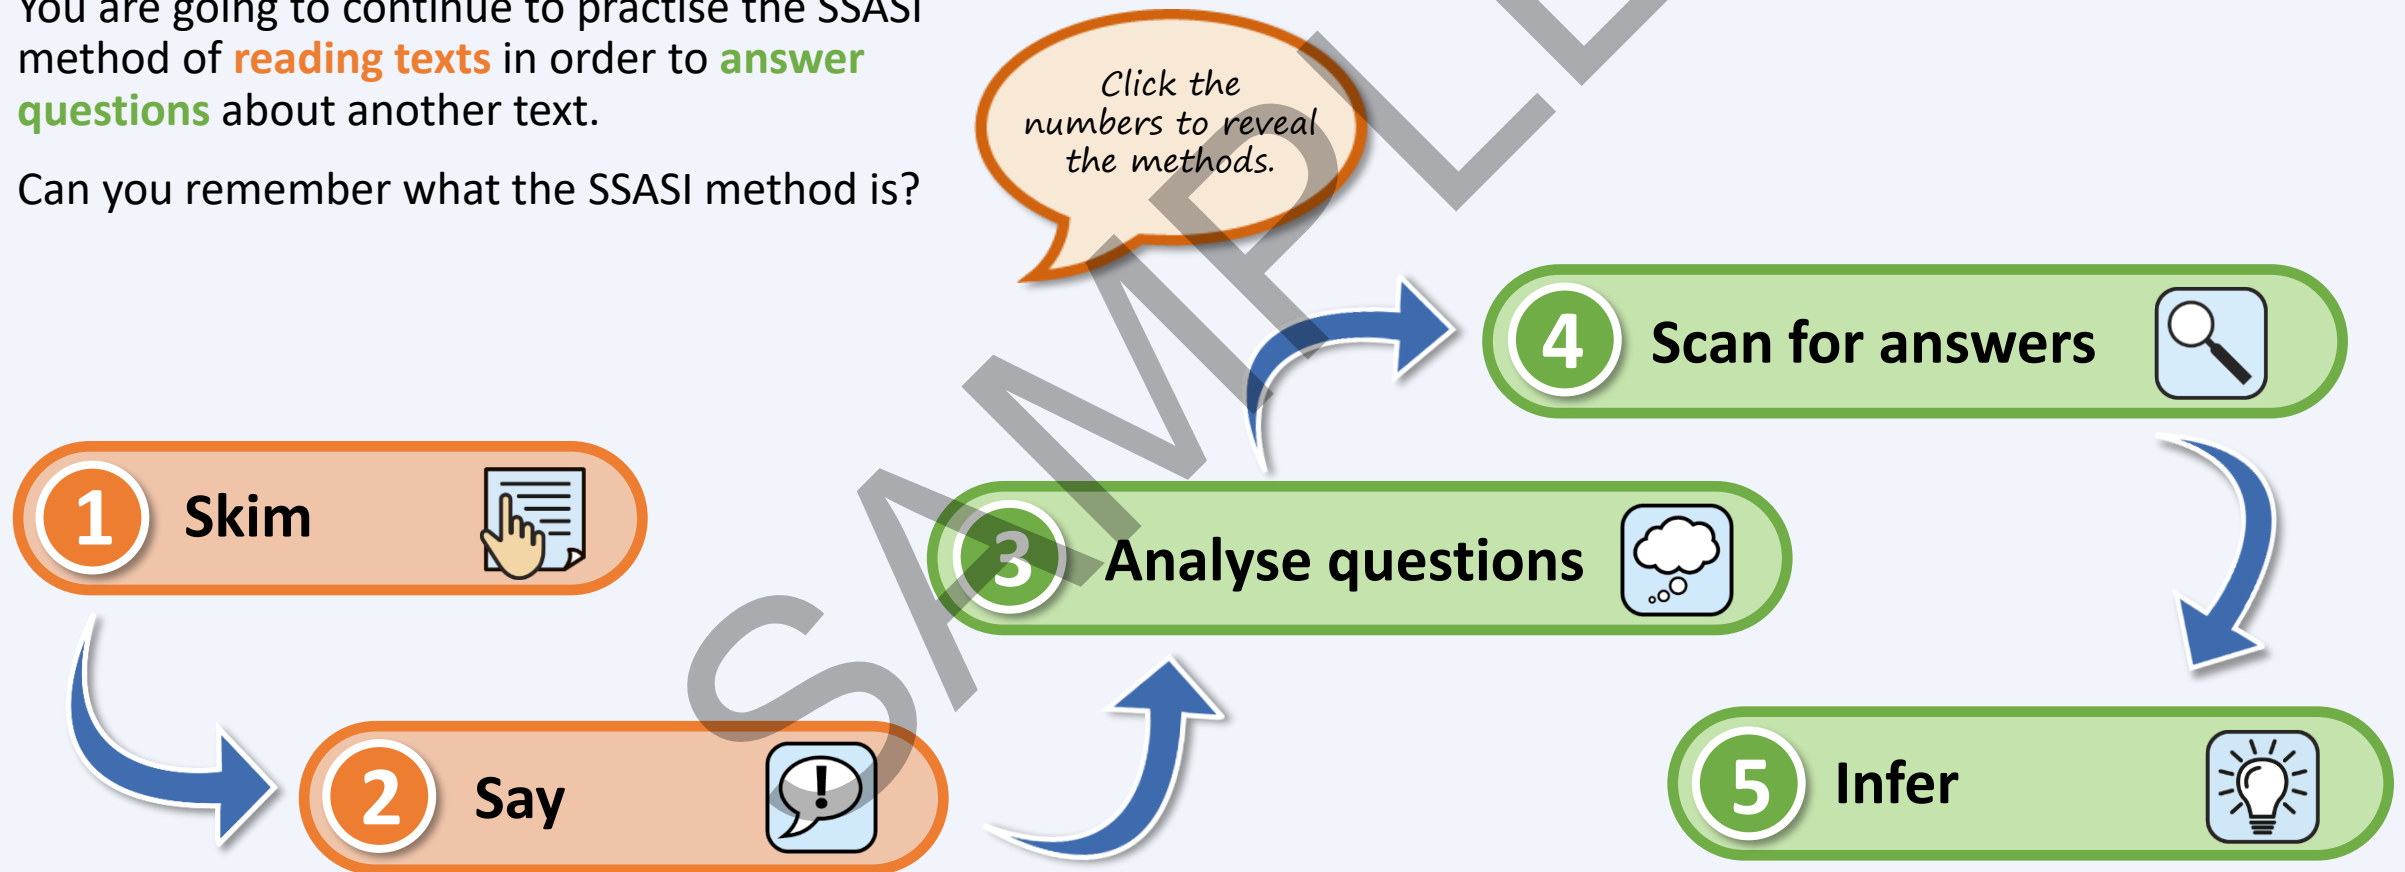 You are going to continue to practise the SSASI
method of reading texts in order to answer
questions about another text.
Can you remember what the SSASI method is?
Click the
numbers to reveal
the methods.
4 Scan for answers
1 Skim
3 Analyse questions
2 Say
5 Infer
SAMPLE